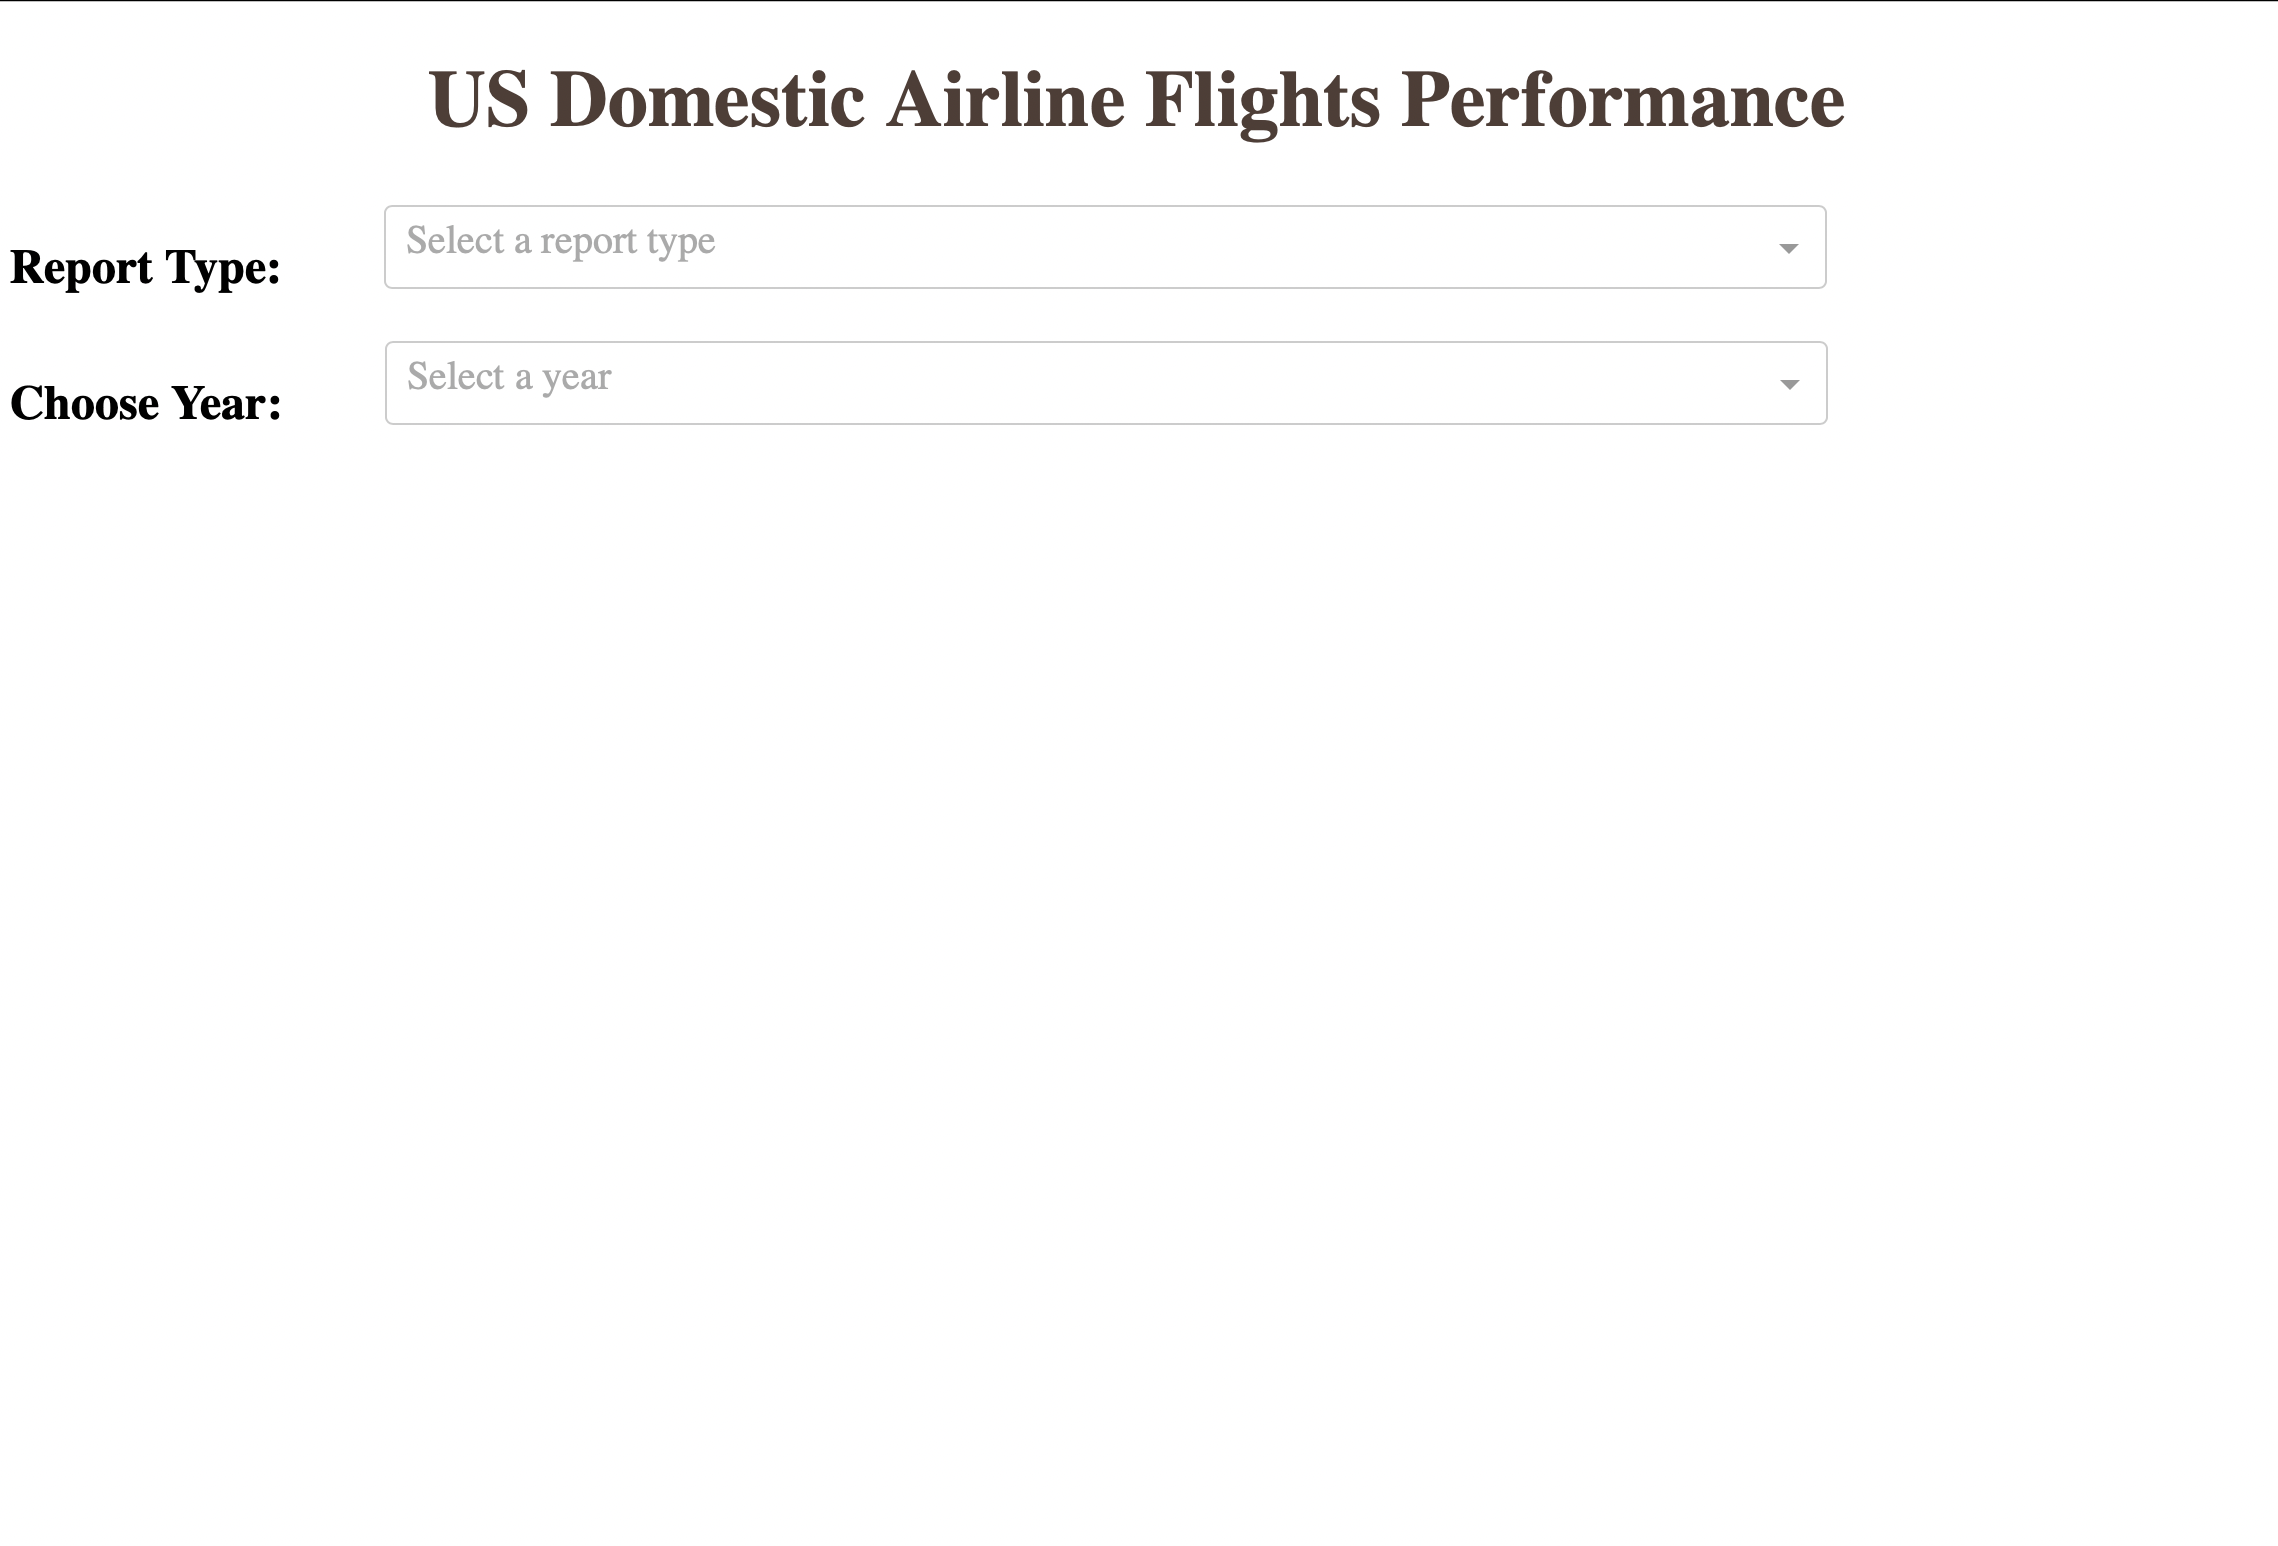 US Domestic Airline Flights Performance
Report Type:
Select a report type
Choose Year:
Select a year